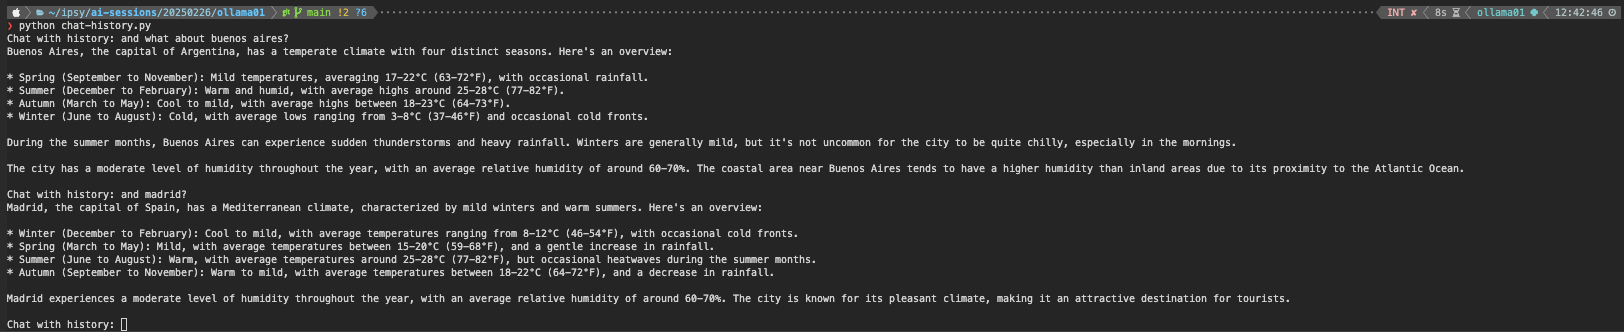 ~/ipsy/ai-sessions/20250226/ollama01 main !2 ?6 INT ✘ 8s ollama01 12:42:46
❯ python chat-history.py
Chat with history: and what about buenos aires?
Buenos Aires, the capital of Argentina, has a temperate climate with four distinct seasons. Here's an overview:
* Spring (September to November): Mild temperatures, averaging 17-22°C (63-72°F), with occasional rainfall.
* Summer (December to February): Warm and humid, with average highs around 25-28°C (77-82°F).
* Autumn (March to May): Cool to mild, with average highs between 18-23°C (64-73°F).
* Winter (June to August): Cold, with average lows ranging from 3-8°C (37-46°F) and occasional cold fronts.
During the summer months, Buenos Aires can experience sudden thunderstorms and heavy rainfall. Winters are generally mild, but it's not uncommon for the city to be quite chilly, especially in the mornings.
The city has a moderate level of humidity throughout the year, with an average relative humidity of around 60-70%. The coastal area near Buenos Aires tends to have a higher humidity than inland areas due to its proximity to the Atlantic Ocean.
Chat with history: and madrid?
Madrid, the capital of Spain, has a Mediterranean climate, characterized by mild winters and warm summers. Here's an overview:
* Winter (December to February): Cool to mild, with average temperatures ranging from 8-12°C (46-54°F), with occasional cold fronts.
* Spring (March to May): Mild, with average temperatures between 15-20°C (59-68°F), and a gentle increase in rainfall.
* Summer (June to August): Warm, with average temperatures around 25-28°C (77-82°F), but occasional heatwaves during the summer months.
* Autumn (September to November): Warm to mild, with average temperatures between 18-22°C (64-72°F), and a decrease in rainfall.
Madrid experiences a moderate level of humidity throughout the year, with an average relative humidity of around 60-70%. The city is known for its pleasant climate, making it an attractive destination for tourists.
Chat with history: